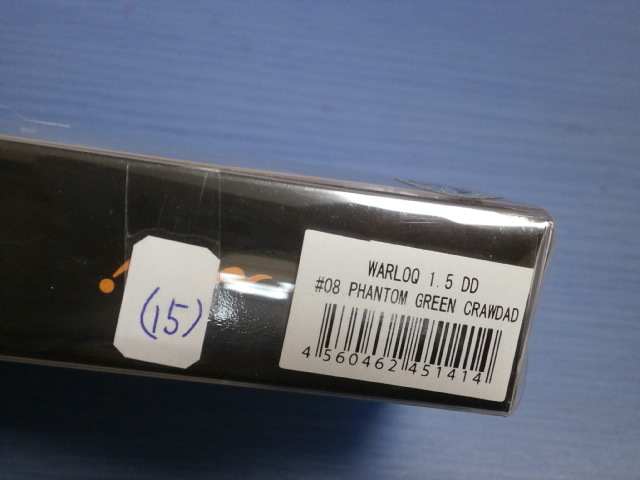 (15)
WARLOQ 1.5 DD
#08 PHANTOM GREEN CRAWDAD
4 560462 451414